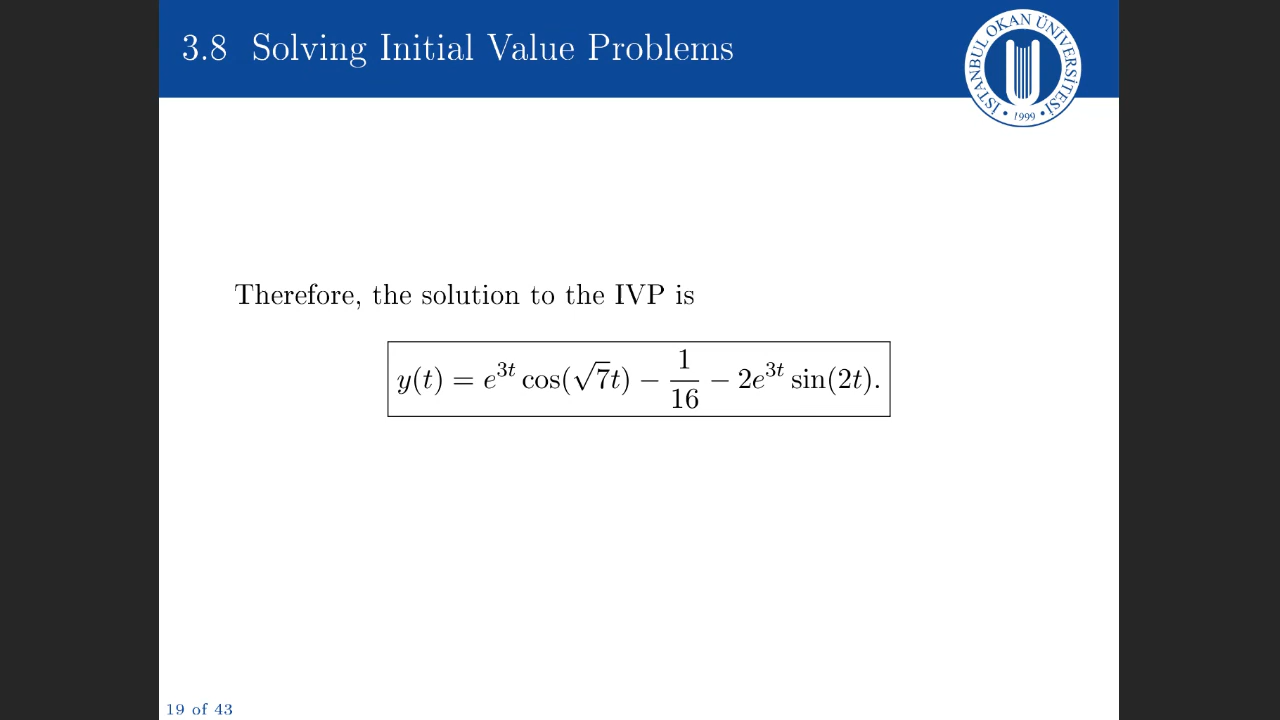 3.8 Solving Initial Value Problems
İSTANBUL OKAN ÜNİVERSİTESİ
• 1999 •
Therefore, the solution to the IVP is
y(t) = e^{3t} cos(√7t) − 1/16 − 2e^{3t} sin(2t).
19 of 43